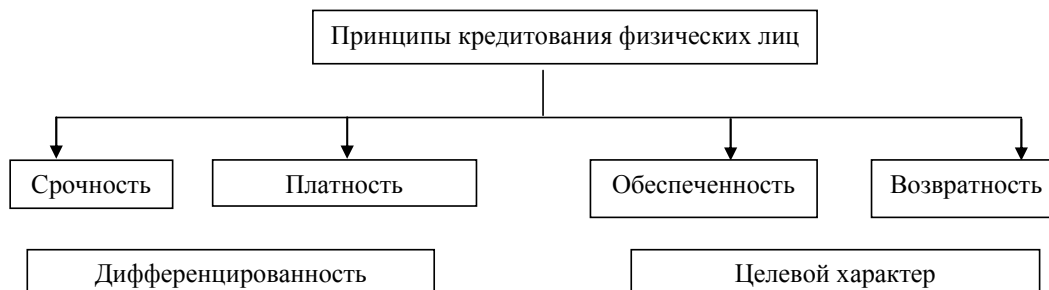 Принципы кредитования физических лиц
Срочность
Платность
Обеспеченность
Возвратность
Дифференцированность
Целевой характер